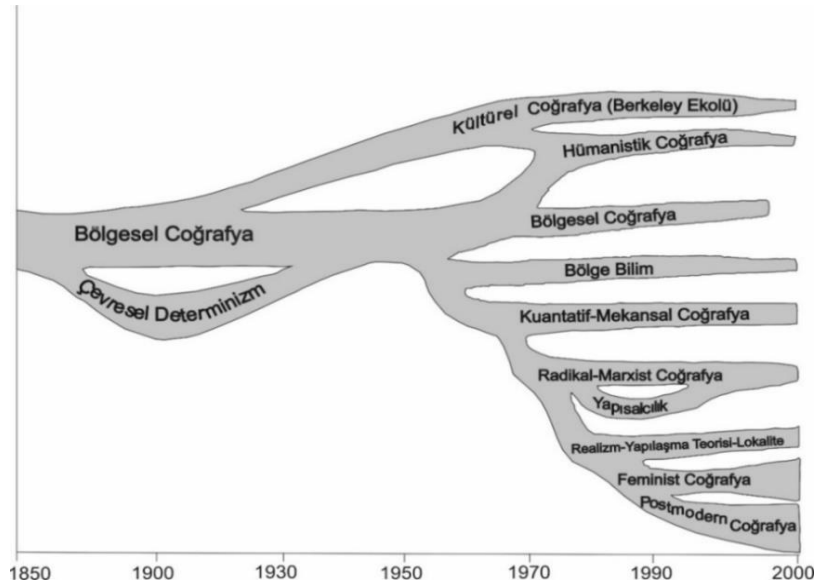 Kültürel Coğrafya (Berkeley Ekolü)
Hümanistik Coğrafya
Bölgesel Coğrafya
Bölgesel Coğrafya
Bölge Bilim
Çevresel Determinizm
Kuantatif-Mekansal Coğrafya
Radikal-Marxist Coğrafya
Yapısalcılık
Realizm-Yapılaşma Teorisi-Lokalite
Feminist Coğrafya
Postmodern Coğrafya
1850 1900 1930 1950 1970 1990 2000